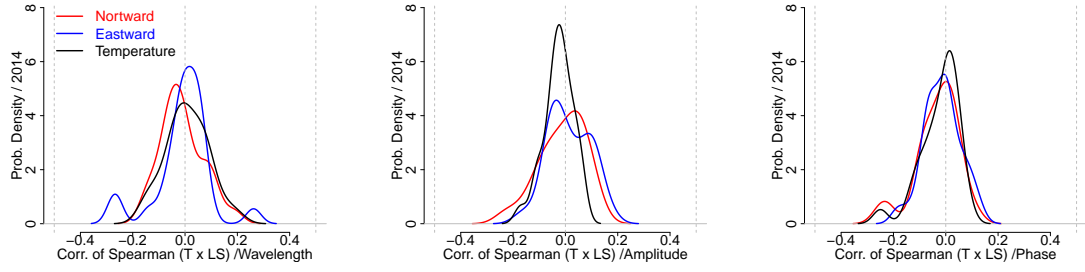 Prob. Density / 2014
0 2 4 6 8
Nortward
Eastward
Temperature
−0.4 −0.2 0.0 0.2 0.4
Corr. of Spearman (T x LS) /Wavelength
Prob. Density / 2014
0 2 4 6 8
−0.4 −0.2 0.0 0.2 0.4
Corr. of Spearman (T x LS) /Amplitude
Prob. Density / 2014
0 2 4 6 8
−0.4 −0.2 0.0 0.2 0.4
Corr. of Spearman (T x LS) /Phase